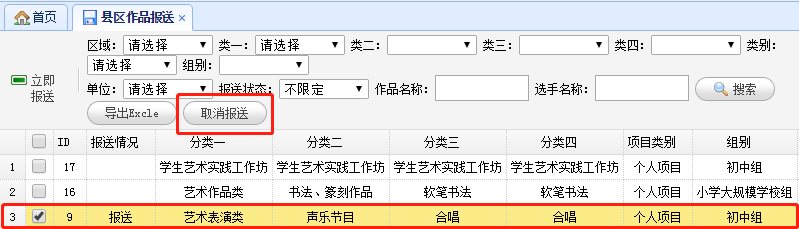 首页 县区作品报送 ×
区域： 请选择 类一： 请选择 类二： 类三： 类四： 类别：
请选择 组别：
立即报送
单位： 请选择 报送状态： 不限定 作品名称： 选手名称： 搜索
导出Excle 取消报送
ID 报送情况 分类一 分类二 分类三 分类四 项目类别 组别
1 17 学生艺术实践工作坊 学生艺术实践工作坊 学生艺术实践工作坊 学生艺术实践工作坊 个人项目 初中组
2 16 艺术作品类 书法、篆刻作品 软笔书法 软笔书法 个人项目 小学大规模学校组
3 9 报送 艺术表演类 声乐节目 合唱 合唱 个人项目 初中组